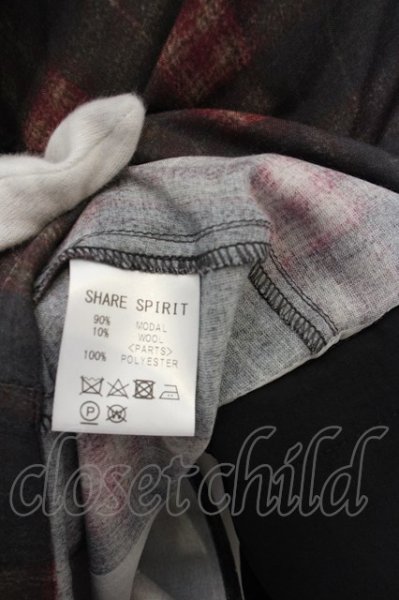 SHARE SPIRIT
90% MODAL
10% WOOL
<PARTS>
100% POLYESTER
P W
closetchild